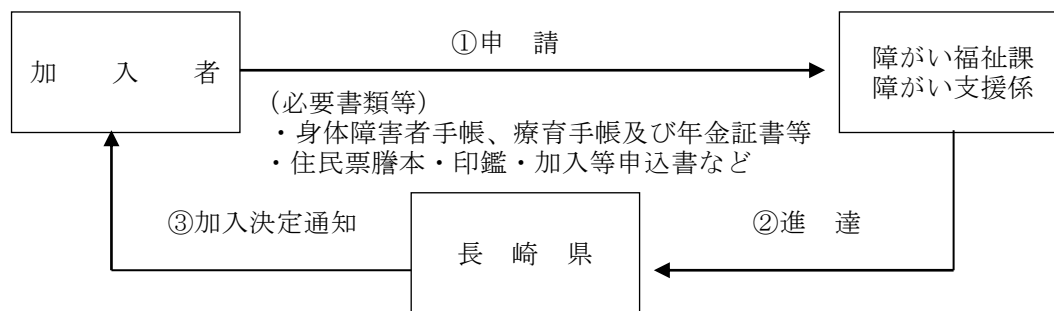 ①申　請
加　入　者
障がい福祉課
障がい支援係
(必要書類等)
・身体障害者手帳、療育手帳及び年金証書等
・住民票謄本・印鑑・加入等申込書など
③加入決定通知
②進　達
長　崎　県